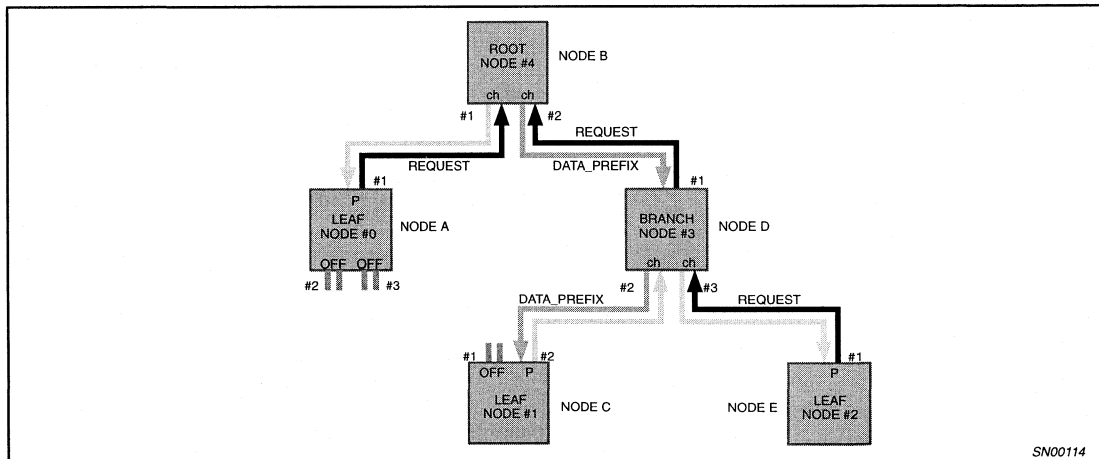 ROOT
NODE #4
NODE B
ch ch
#1
#2
REQUEST
REQUEST
DATA_PREFIX
#1
#1
P
LEAF
NODE #0
NODE A
BRANCH
NODE #3
NODE D
OFF OFF
ch ch
#2
#3
#2
#3
DATA_PREFIX
REQUEST
#1
#2
#1
OFF P
P
LEAF
NODE #1
NODE C
NODE E
LEAF
NODE #2
SN00114